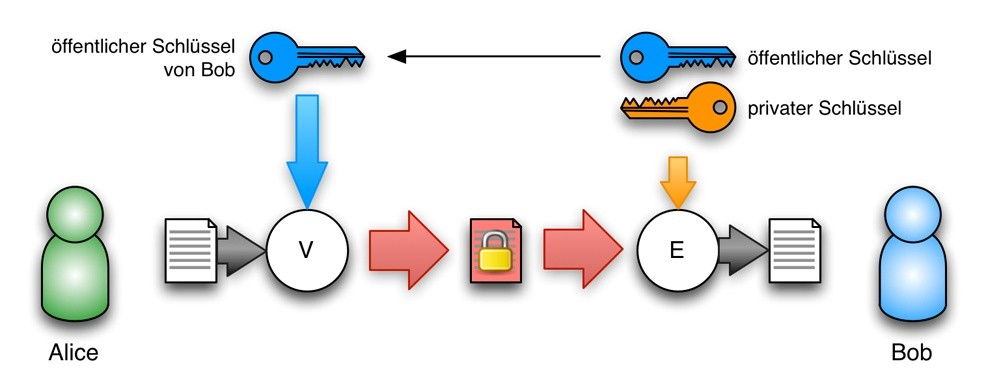 öffentlicher Schlüssel
von Bob
öffentlicher Schlüssel
privater Schlüssel
V
E
Alice
Bob